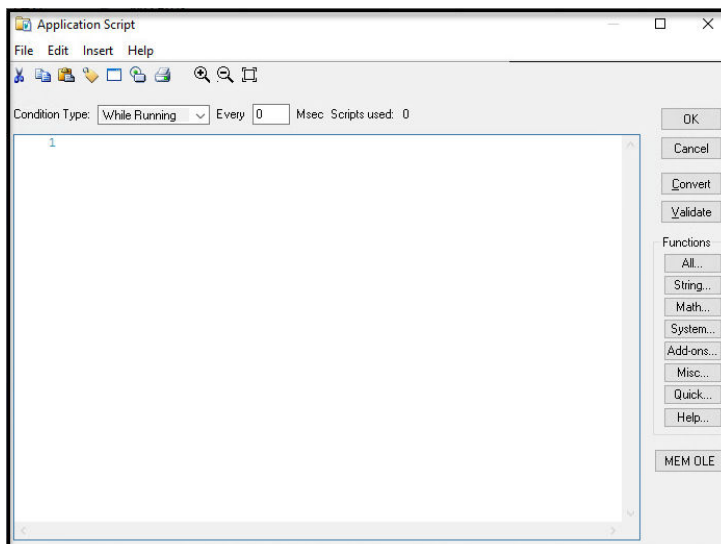 Application Script
File Edit Insert Help
Condition Type: While Running Every 0 Msec Scripts used: 0
1
OK
Cancel
Convert
Validate
Functions
All...
String...
Math...
System...
Add-ons...
Misc...
Quick...
Help...
MEM OLE